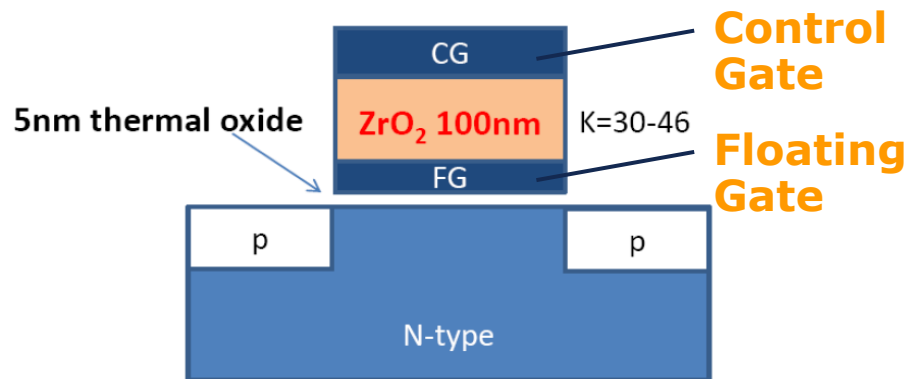 CG
Control
Gate
5nm thermal oxide
ZrO₂ 100nm
K=30-46
FG
Floating
Gate
p
p
N-type